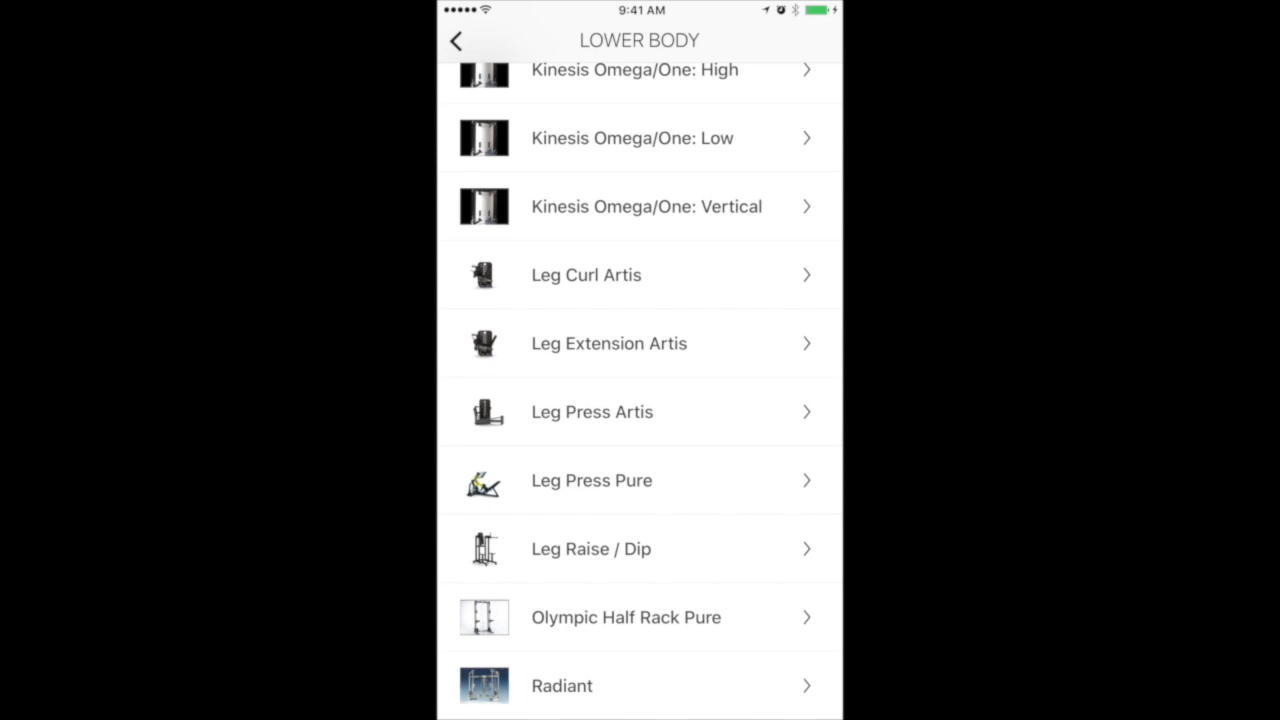 9:41 AM
LOWER BODY
Kinesis Omega/One: High
Kinesis Omega/One: Low
Kinesis Omega/One: Vertical
Leg Curl Artis
Leg Extension Artis
Leg Press Artis
Leg Press Pure
Leg Raise / Dip
Olympic Half Rack Pure
Radiant